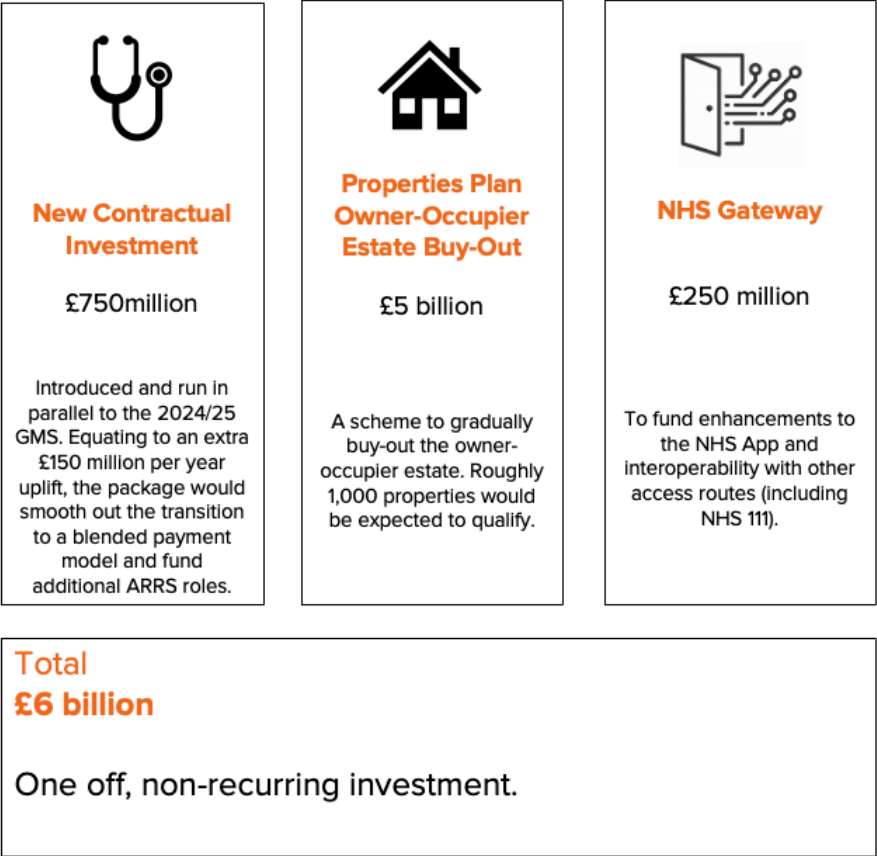 New Contractual
Investment
£750million
Introduced and run in
parallel to the 2024/25
GMS. Equating to an extra
£150 million per year
uplift, the package would
smooth out the transition
to a blended payment
model and fund
additional ARRS roles.
Properties Plan
Owner-Occupier
Estate Buy-Out
£5 billion
A scheme to gradually
buy-out the owner-
occupier estate. Roughly
1,000 properties would
be expected to qualify.
NHS Gateway
£250 million
To fund enhancements to
the NHS App and
interoperability with other
access routes (including
NHS 111).
Total
£6 billion
One off, non-recurring investment.